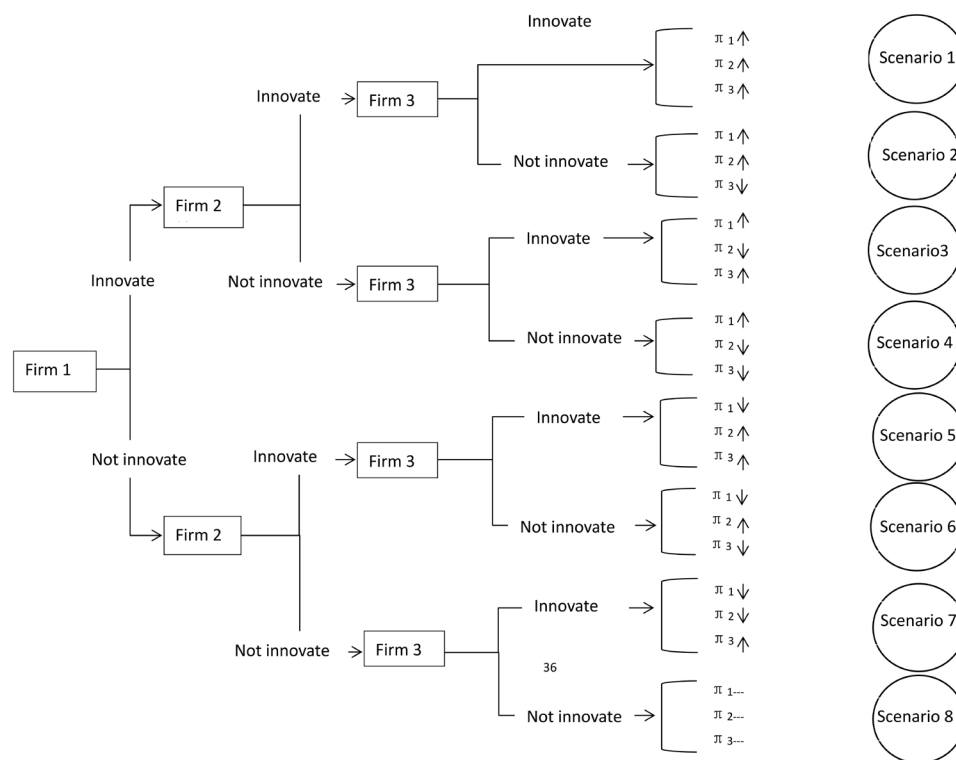 Innovate
π 1↑
π 2↑
π 3↑
Scenario 1
Innovate
Firm 3
Not innovate
π 1↑
π 2↑
π 3↓
Scenario 2
Firm 2
Innovate
π 1↑
π 2↓
π 3↑
Scenario3
Innovate
Not innovate
Firm 3
Not innovate
π 1↑
π 2↓
π 3↓
Scenario 4
Firm 1
Innovate
π 1↓
π 2↑
π 3↑
Scenario 5
Not innovate
Innovate
Firm 3
Not innovate
π 1↓
π 2↑
π 3↓
Scenario 6
Firm 2
Innovate
π 1↓
π 2↓
π 3↑
Scenario 7
Not innovate
Firm 3
36
Not innovate
π 1---
π 2---
π 3---
Scenario 8